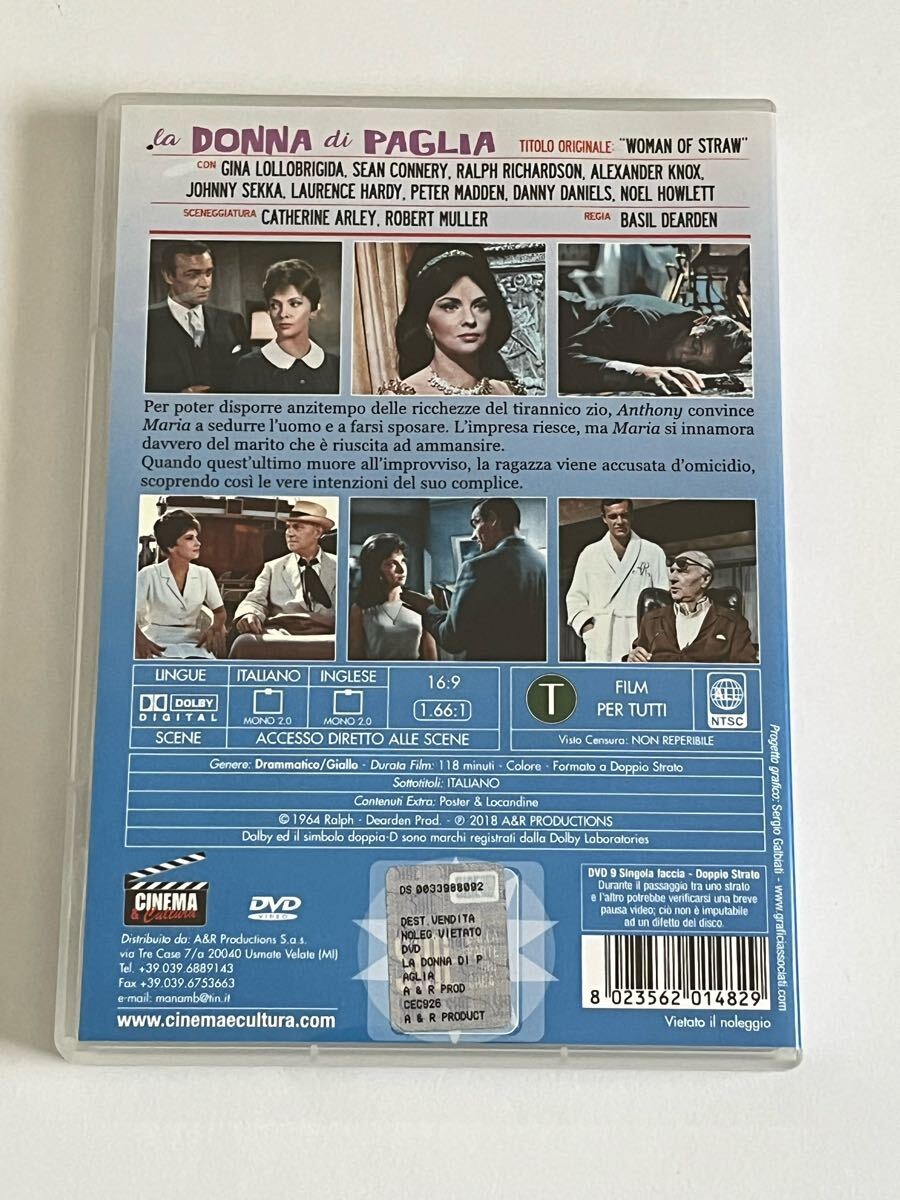 la DONNA di PAGLIA TITOLO ORIGINALE: "WOMAN OF STRAW"
CON GINA LOLLOBRIGIDA, SEAN CONNERY, RALPH RICHARDSON, ALEXANDER KNOX,
JOHNNY SEKKA, LAURENCE HARDY, PETER MADDEN, DANNY DANIELS, NOEL HOWLETT
SCENEGGIATURA CATHERINE ARLEY, ROBERT MULLER REGIA BASIL DEARDEN
Per poter disporre anzitempo delle ricchezze del tirannico zio, Anthony convince
Maria a sedurre l'uomo e a farsi sposare. L'impresa riesce, ma Maria si innamora
davvero del marito che è riuscita ad ammansire.
Quando quest'ultimo muore all'improvviso, la ragazza viene accusata d'omicidio,
scoprendo così le vere intenzioni del suo complice.
LINGUE ITALIANO INGLESE 16:9
DOLBY DIGITAL MONO 2.0 MONO 2.0 1.66:1
SCENE ACCESSO DIRETTO ALLE SCENE
T FILM PER TUTTI
ALL NTSC
Visto Censura: NON REPERIBILE
Genere: Drammatico/Giallo - Durata Film: 118 minuti - Colore - Formato a Doppio Strato
Sottotitoli: ITALIANO
Contenuti Extra: Poster & Locandine
© 1964 Ralph - Dearden Prod. - ℗ 2018 A&R PRODUCTIONS
Dolby ed il simbolo doppia-D sono marchi registrati dalla Dolby Laboratories
Progetto grafico: Sergio Galbiati - www.graficiassociati.com
CINEMA
& Cultura
DVD
VIDEO
Distribuito da: A&R Productions S.a.s.
via Tre Case 7/a 20040 Usmate Velate (MI)
Tel. +39.039.6889143
Fax +39.039.6753663
e-mail: manamb@tin.it
www.cinemaecultura.com
DS 0033988092
DEST.VENDITA
NOLEG.VIETATO
DVD
LA DONNA DI P
AGLIA
A & R PROD
CEC926
A & R PRODUCT
DVD 9 Singola faccia - Doppio Strato
Durante il passaggio tra uno strato
e l'altro potrebbe verificarsi una breve
pausa video; ciò non è imputabile
ad un difetto del disco.
8 023562 014829
Vietato il noleggio